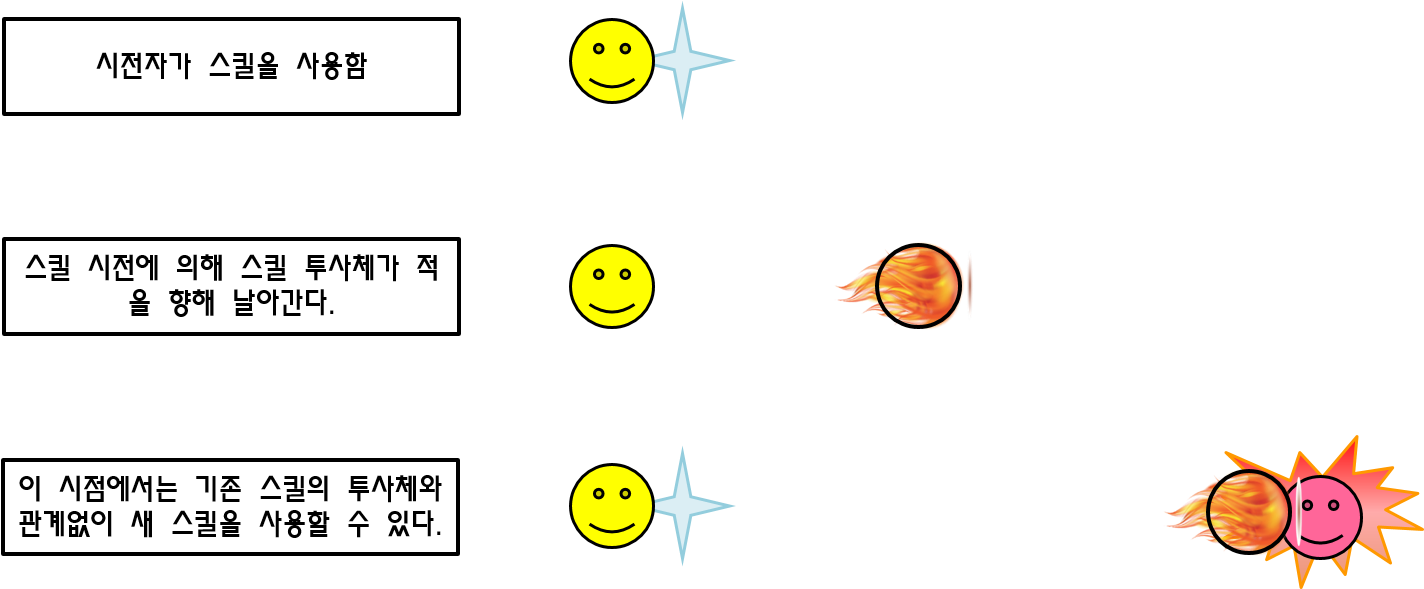 시전자가 스킬을 사용함
스킬 시전에 의해 스킬 투사체가 적
을 향해 날아간다.
이 시점에서는 기존 스킬의 투사체와
관계없이 새 스킬을 사용할 수 있다.